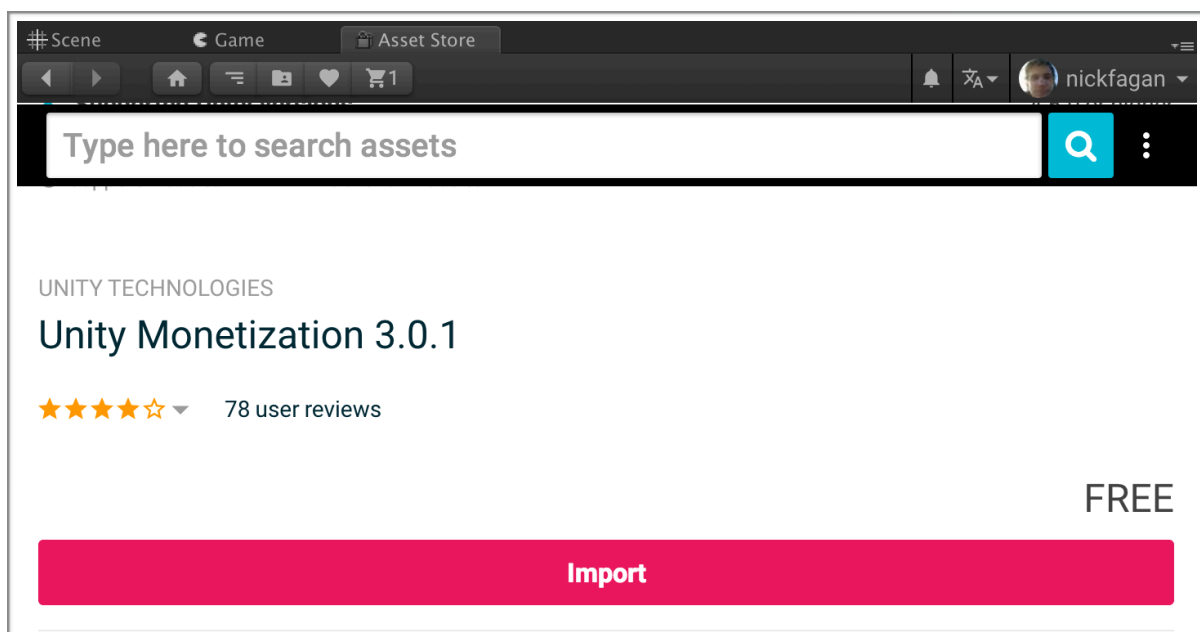 Scene Game Asset Store
1 nickfagan
Type here to search assets
UNITY TECHNOLOGIES
Unity Monetization 3.0.1
78 user reviews
FREE
Import